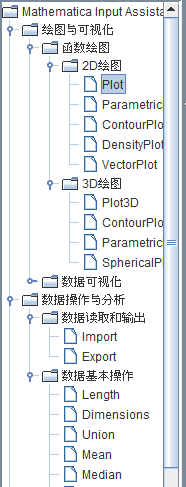 Mathematica Input Assista
绘图与可视化
函数绘图
2D绘图
Plot
Parametric
ContourPlo
DensityPlot
VectorPlot
3D绘图
Plot3D
ContourPlo
Parametric
SphericalPl
数据可视化
数据操作与分析
数据读取和输出
Import
Export
数据基本操作
Length
Dimensions
Union
Mean
Median